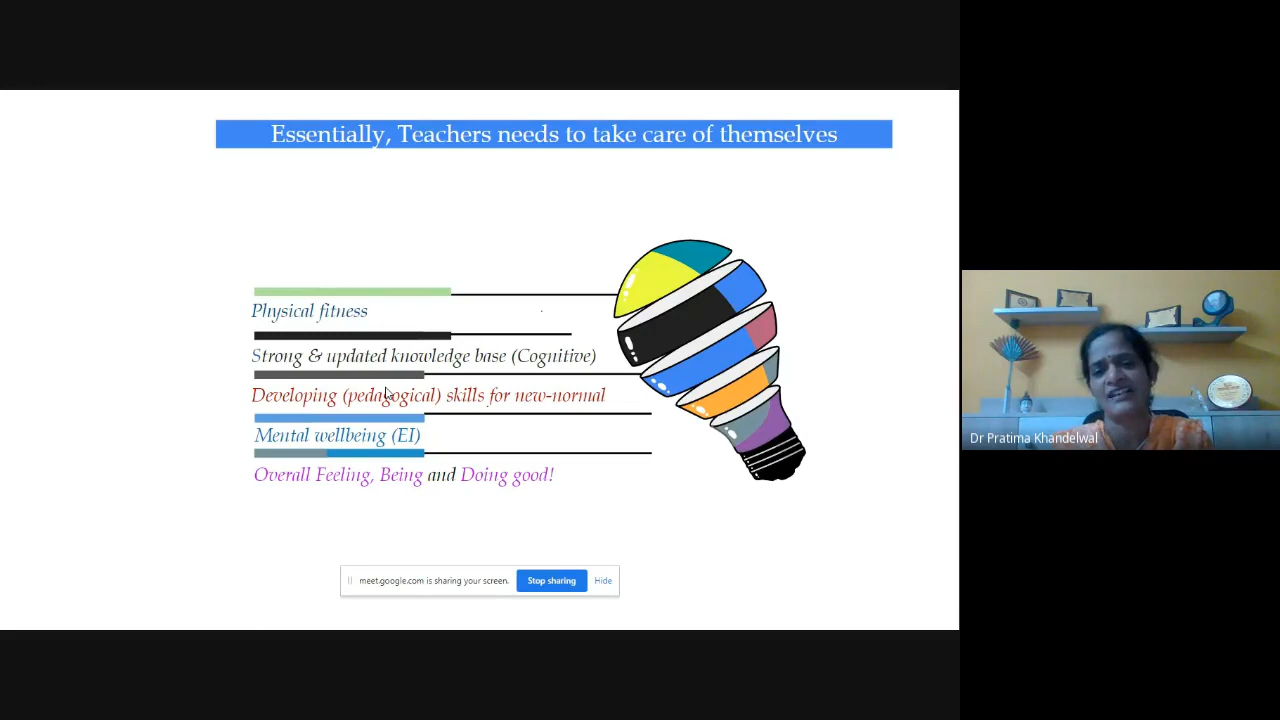 Essentially, Teachers needs to take care of themselves
Physical fitness
Strong & updated knowledge base (Cognitive)
Developing (pedagogical) skills for new-normal
Mental wellbeing (EI)
Overall Feeling, Being and Doing good!
meet.google.com is sharing your screen. Stop sharing Hide
Dr Pratima Khandelwal